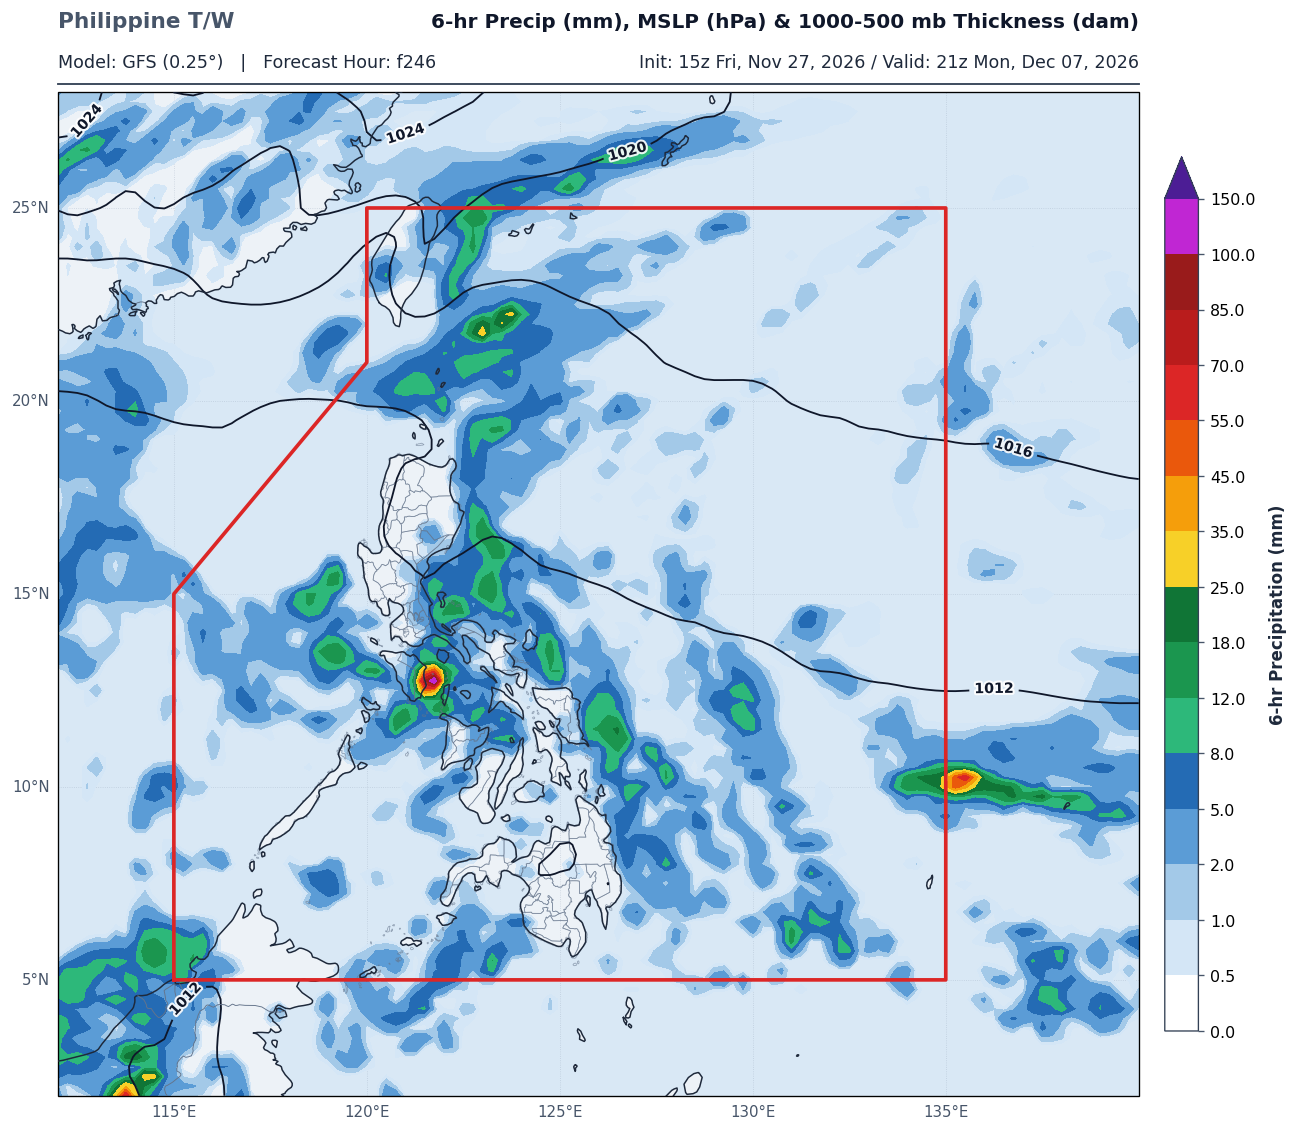 Philippine T/W
6-hr Precip (mm), MSLP (hPa) & 1000-500 mb Thickness (dam)
Model: GFS (0.25°) | Forecast Hour: f246
Init: 15z Fri, Nov 27, 2026 / Valid: 21z Mon, Dec 07, 2026
1024
1024
1020
1016
1012
1012
25°N
20°N
15°N
10°N
5°N
115°E
120°E
125°E
130°E
135°E
150.0
100.0
85.0
70.0
55.0
45.0
35.0
25.0
18.0
12.0
8.0
5.0
2.0
1.0
0.5
0.0
6-hr Precipitation (mm)